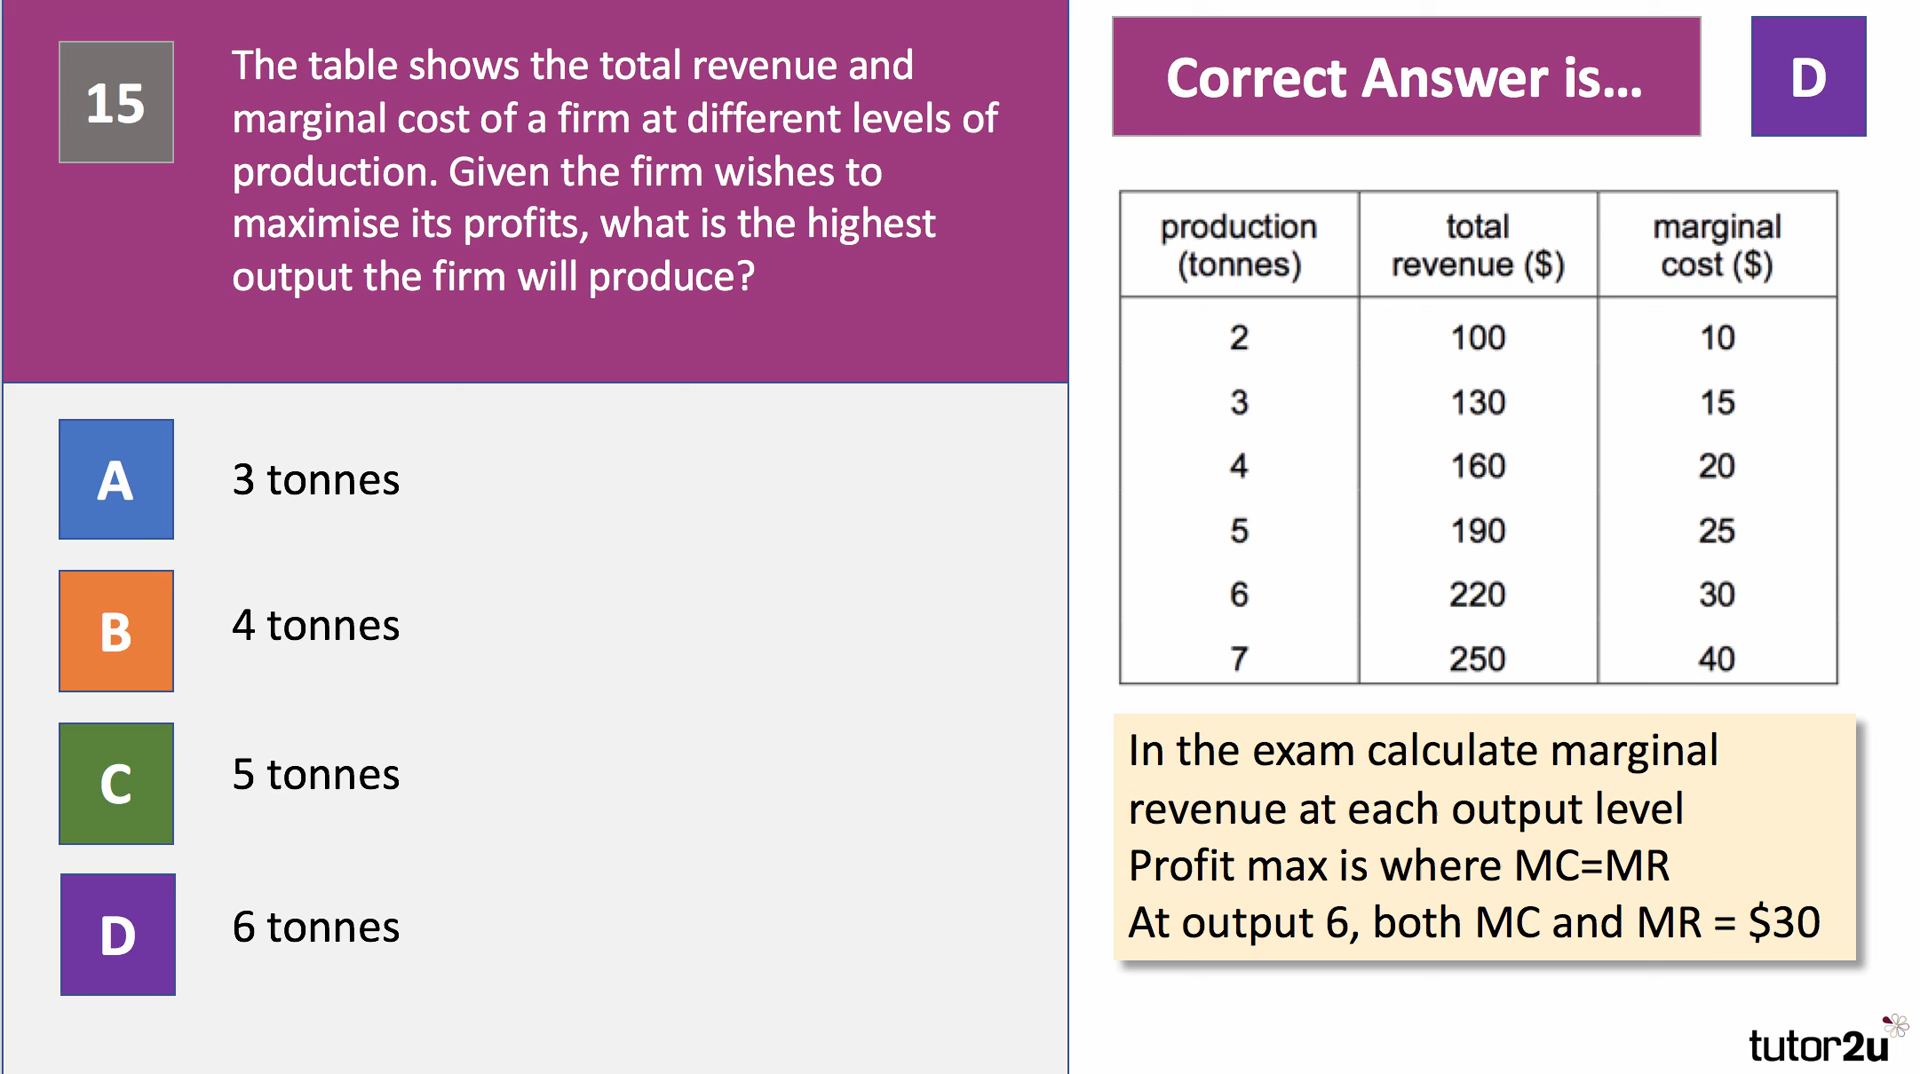 15
The table shows the total revenue and
marginal cost of a firm at different levels of
production. Given the firm wishes to
maximise its profits, what is the highest
output the firm will produce?
A
3 tonnes
B
4 tonnes
C
5 tonnes
D
6 tonnes
Correct Answer is...
D
production (tonnes) total revenue ($) marginal cost ($)
2 100 10
3 130 15
4 160 20
5 190 25
6 220 30
7 250 40
In the exam calculate marginal
revenue at each output level
Profit max is where MC=MR
At output 6, both MC and MR = $30
tutor2u